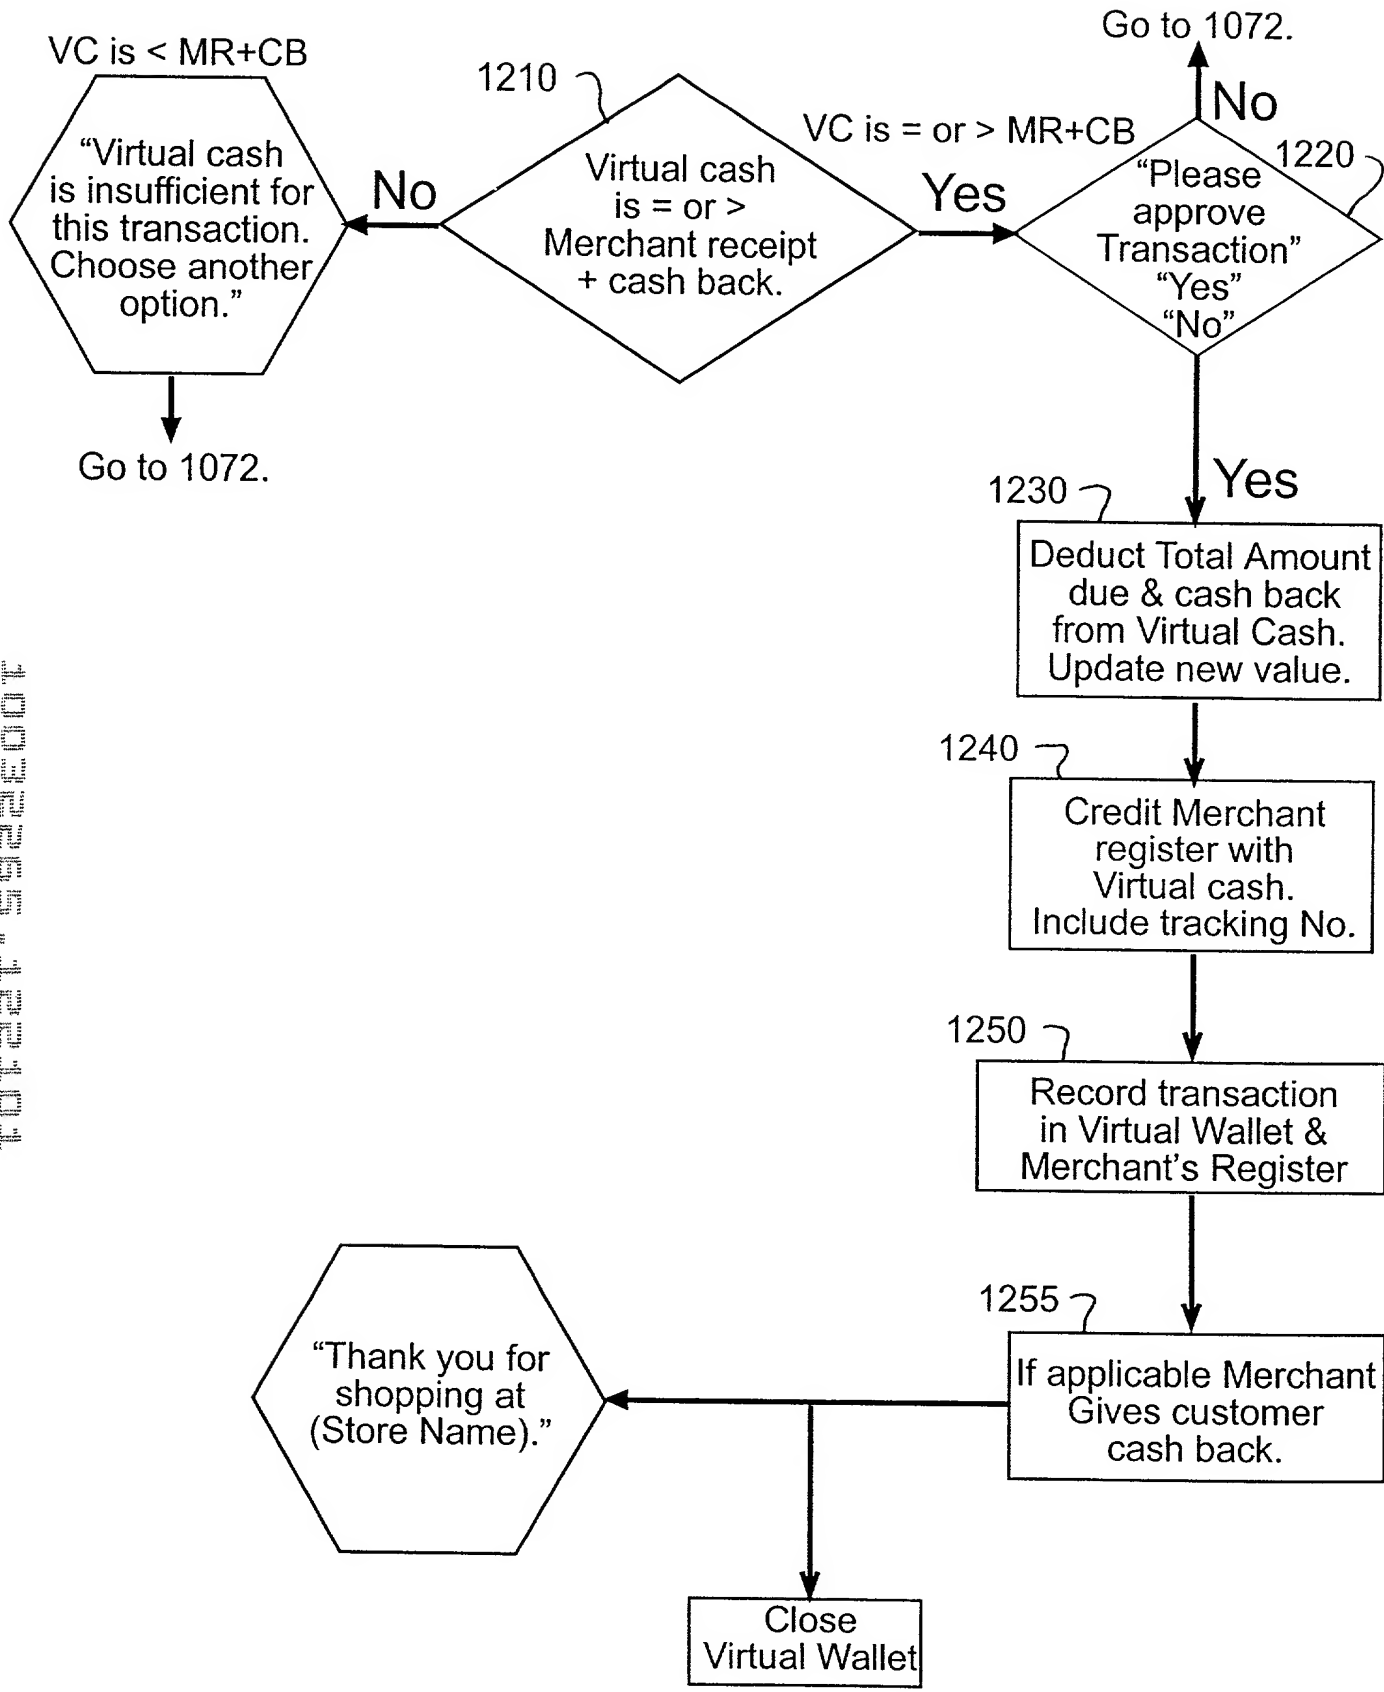 Go to 1072.
VC is < MR+CB
1210
No
VC is = or > MR+CB
1220
“Virtual cash
is insufficient for
this transaction.
Choose another
option.”
No
Virtual cash
is = or >
Merchant receipt
+ cash back.
Yes
“Please
approve
Transaction”
“Yes”
“No”
Go to 1072.
Yes
1230
Deduct Total Amount
due & cash back
from Virtual Cash.
Update new value.
1240
Credit Merchant
register with
Virtual cash.
Include tracking No.
1250
Record transaction
in Virtual Wallet &
Merchant’s Register
1255
If applicable Merchant
Gives customer
cash back.
“Thank you for
shopping at
(Store Name).”
Close
Virtual Wallet
10032265.122101